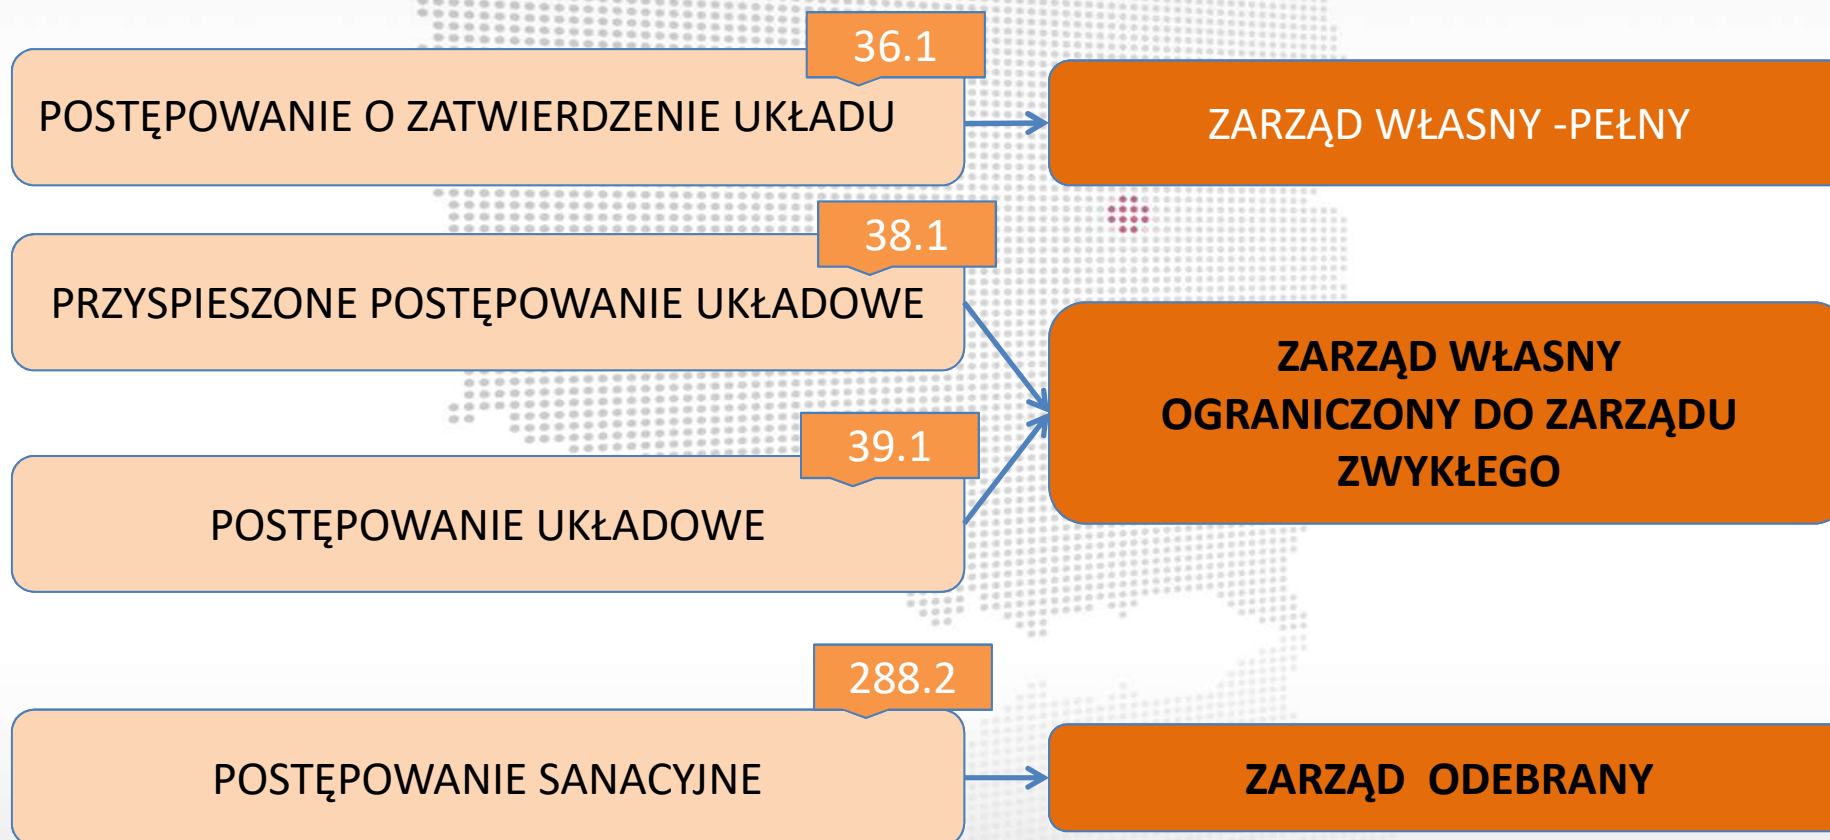 36.1
POSTĘPOWANIE O ZATWIERDZENIE UKŁADU
ZARZĄD WŁASNY -PEŁNY
38.1
PRZYSPIESZONE POSTĘPOWANIE UKŁADOWE
ZARZĄD WŁASNY
OGRANICZONY DO ZARZĄDU
ZWYKŁEGO
39.1
POSTĘPOWANIE UKŁADOWE
288.2
POSTĘPOWANIE SANACYJNE
ZARZĄD ODEBRANY